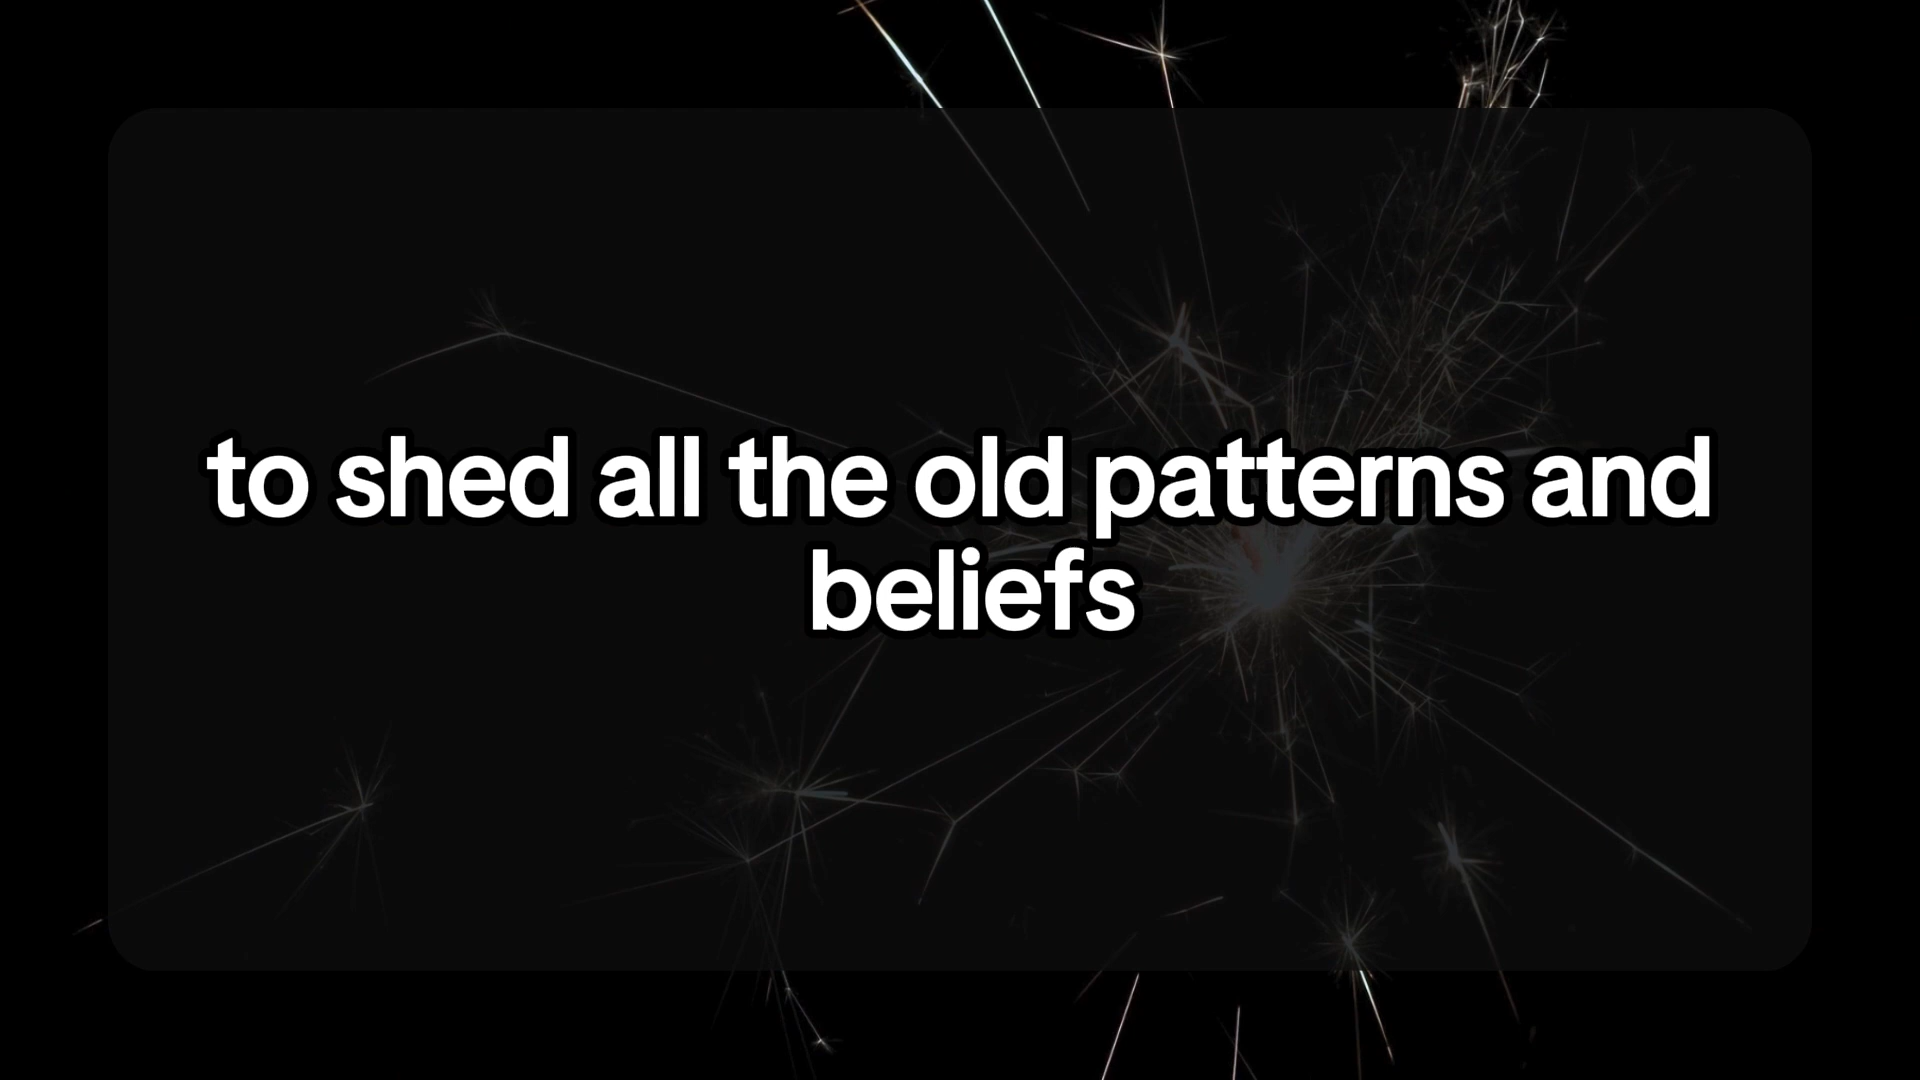 to shed all the old patterns and
beliefs